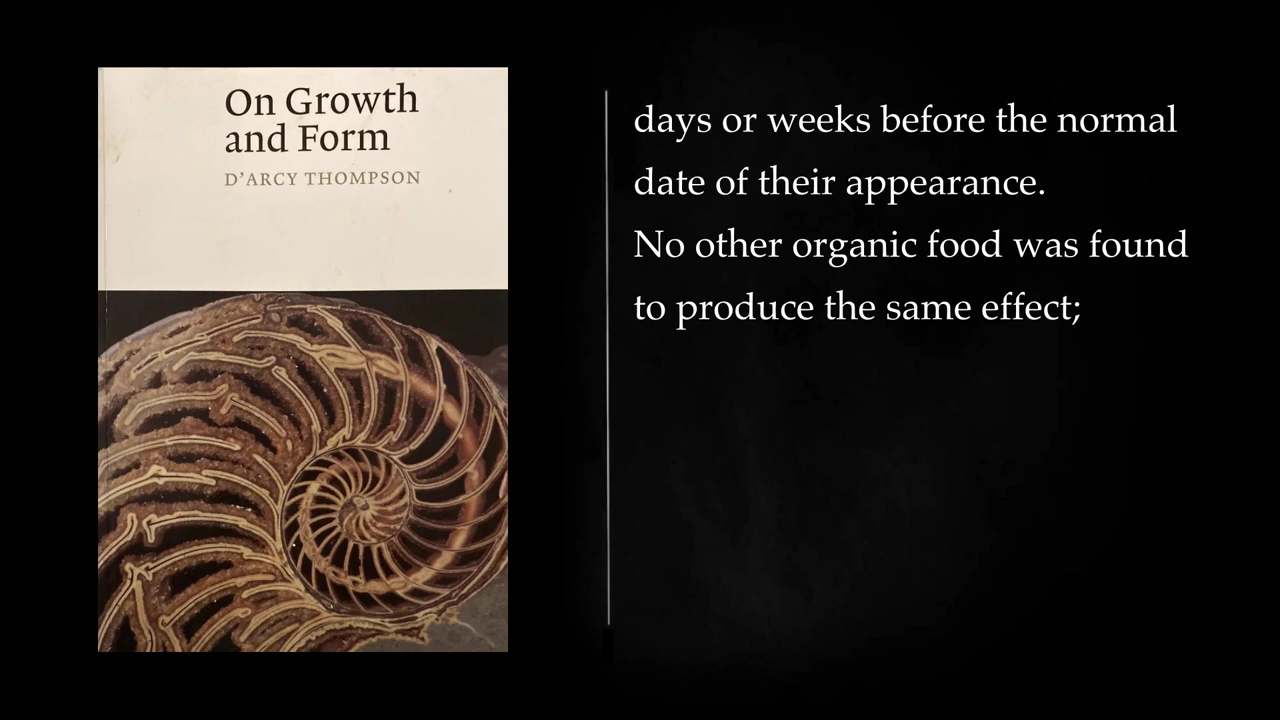 On Growth
and Form
D'ARCY THOMPSON
days or weeks before the normal
date of their appearance.
No other organic food was found
to produce the same effect;